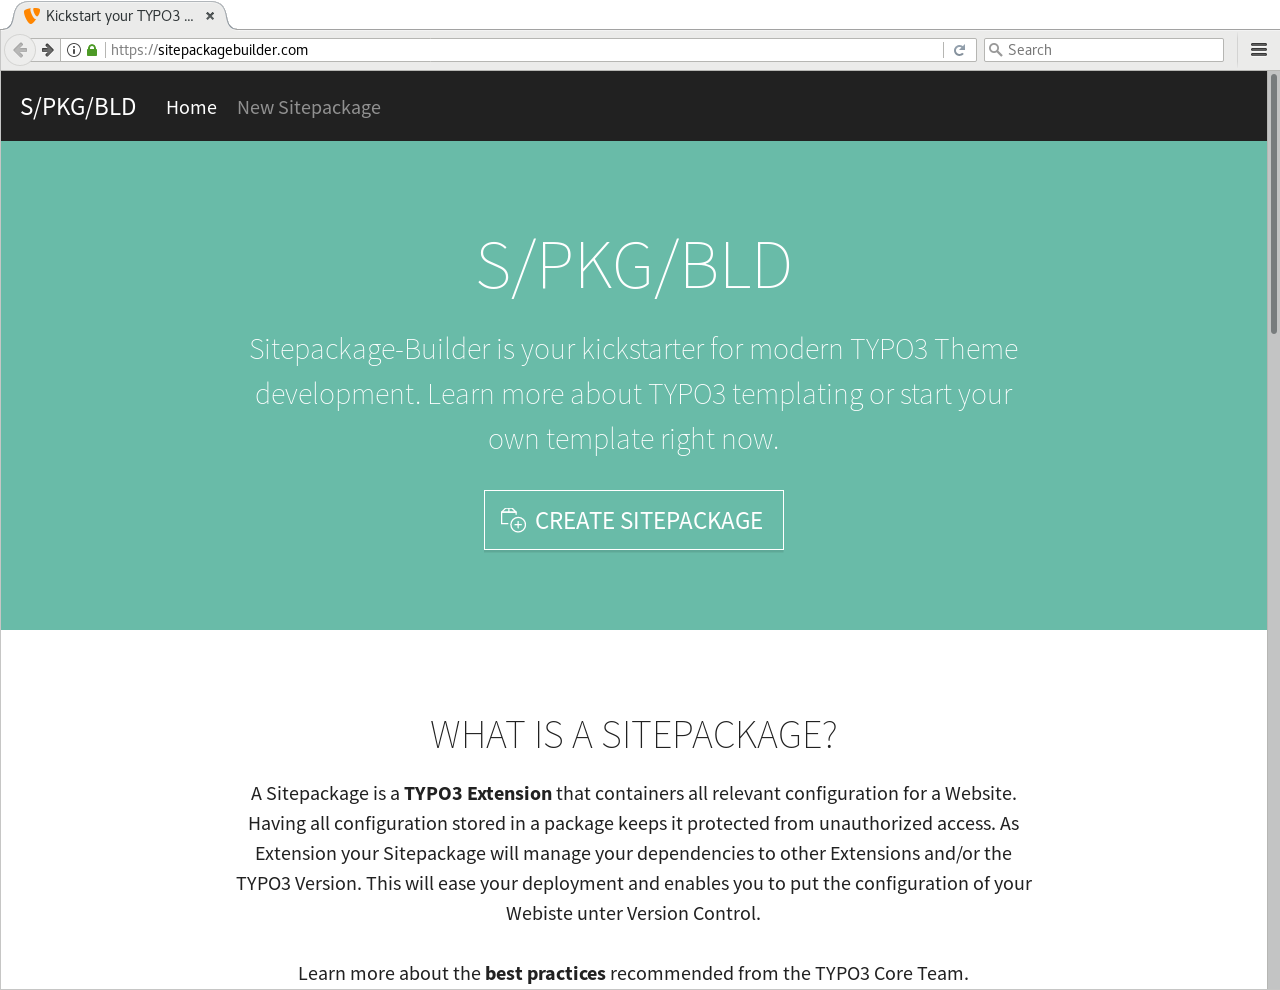 Kickstart your TYPO3 ...
https://sitepackagebuilder.com
Search
S/PKG/BLD Home New Sitepackage
S/PKG/BLD
Sitepackage-Builder is your kickstarter for modern TYPO3 Theme
development. Learn more about TYPO3 templating or start your
own template right now.
CREATE SITEPACKAGE
WHAT IS A SITEPACKAGE?
A Sitepackage is a TYPO3 Extension that containers all relevant configuration for a Website.
Having all configuration stored in a package keeps it protected from unauthorized access. As
Extension your Sitepackage will manage your dependencies to other Extensions and/or the
TYPO3 Version. This will ease your deployment and enables you to put the configuration of your
Webiste unter Version Control.
Learn more about the best practices recommended from the TYPO3 Core Team.